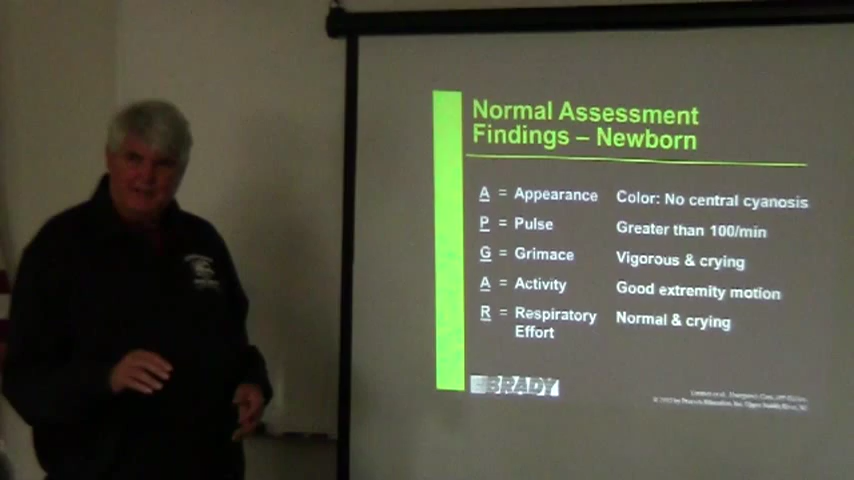 Normal Assessment
Findings – Newborn
A = Appearance Color: No central cyanosis
P = Pulse Greater than 100/min
G = Grimace Vigorous & crying
A = Activity Good extremity motion
R = Respiratory Normal & crying
Effort
BRADY